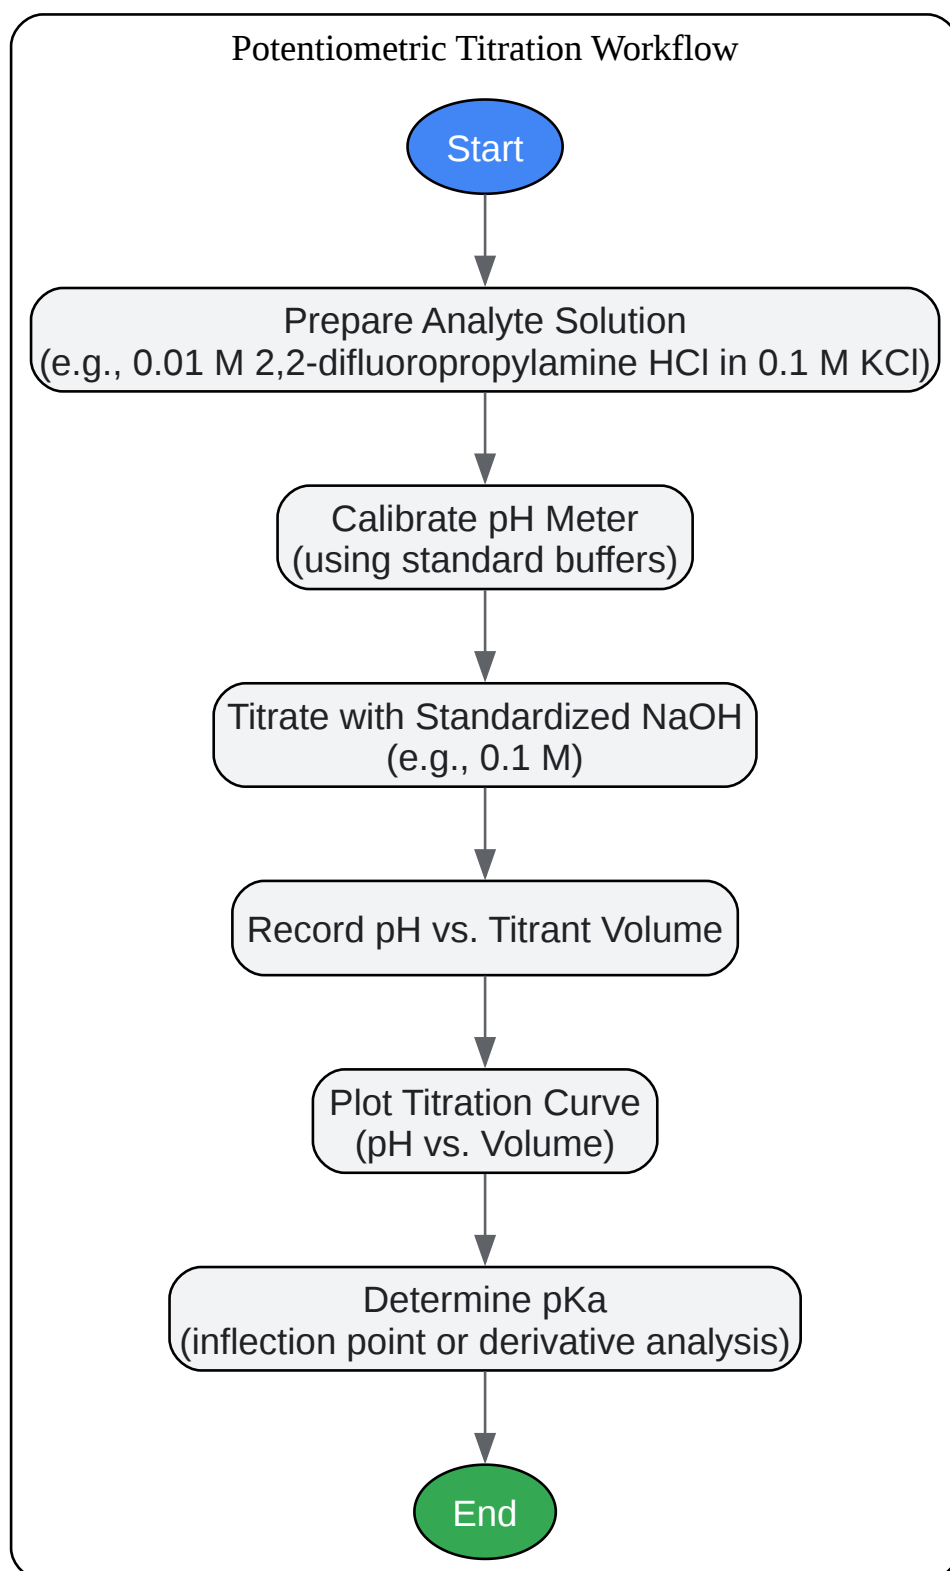 Potentiometric Titration Workflow
Start
Prepare Analyte Solution
(e.g., 0.01 M 2,2-difluoropropylamine HCl in 0.1 M KCl)
Calibrate pH Meter
(using standard buffers)
Titrate with Standardized NaOH
(e.g., 0.1 M)
Record pH vs. Titrant Volume
Plot Titration Curve
(pH vs. Volume)
Determine pKa
(inflection point or derivative analysis)
End